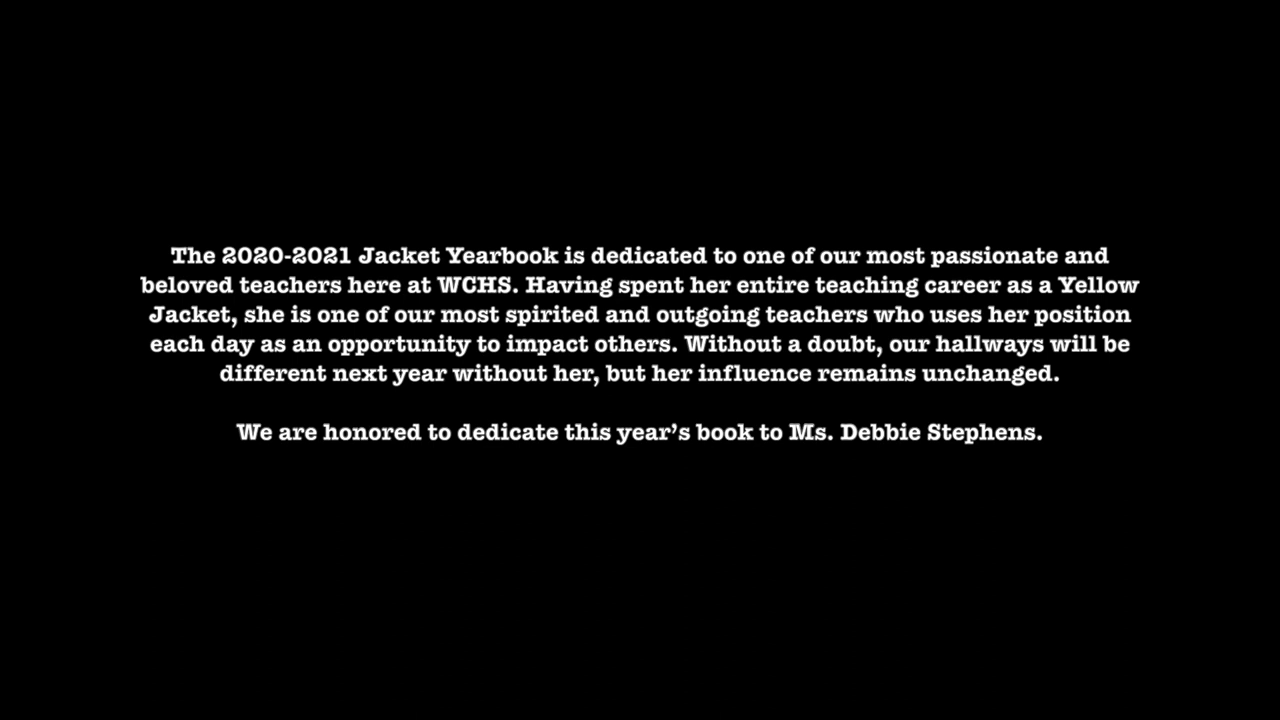 The 2020-2021 Jacket Yearbook is dedicated to one of our most passionate and
beloved teachers here at WCHS. Having spent her entire teaching career as a Yellow
Jacket, she is one of our most spirited and outgoing teachers who uses her position
each day as an opportunity to impact others. Without a doubt, our hallways will be
different next year without her, but her influence remains unchanged.
We are honored to dedicate this year’s book to Ms. Debbie Stephens.